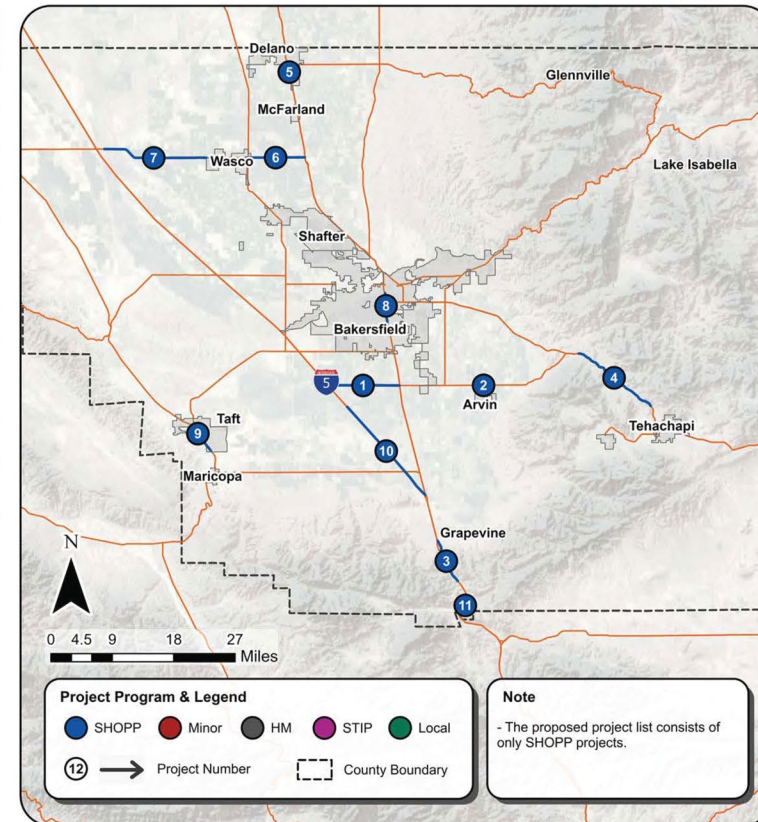 Delano
5
Glennville
McFarland
7
Wasco
6
Lake Isabella
Shafter
8
Bakersfield
5
1
2
4
Arvin
Taft
9
Tehachapi
10
Maricopa
Grapevine
3
11
N
0 4.5 9 18 27
Miles
Project Program & Legend
SHOPP Minor HM STIP Local
12 Project Number County Boundary
Note
- The proposed project list consists of
only SHOPP projects.